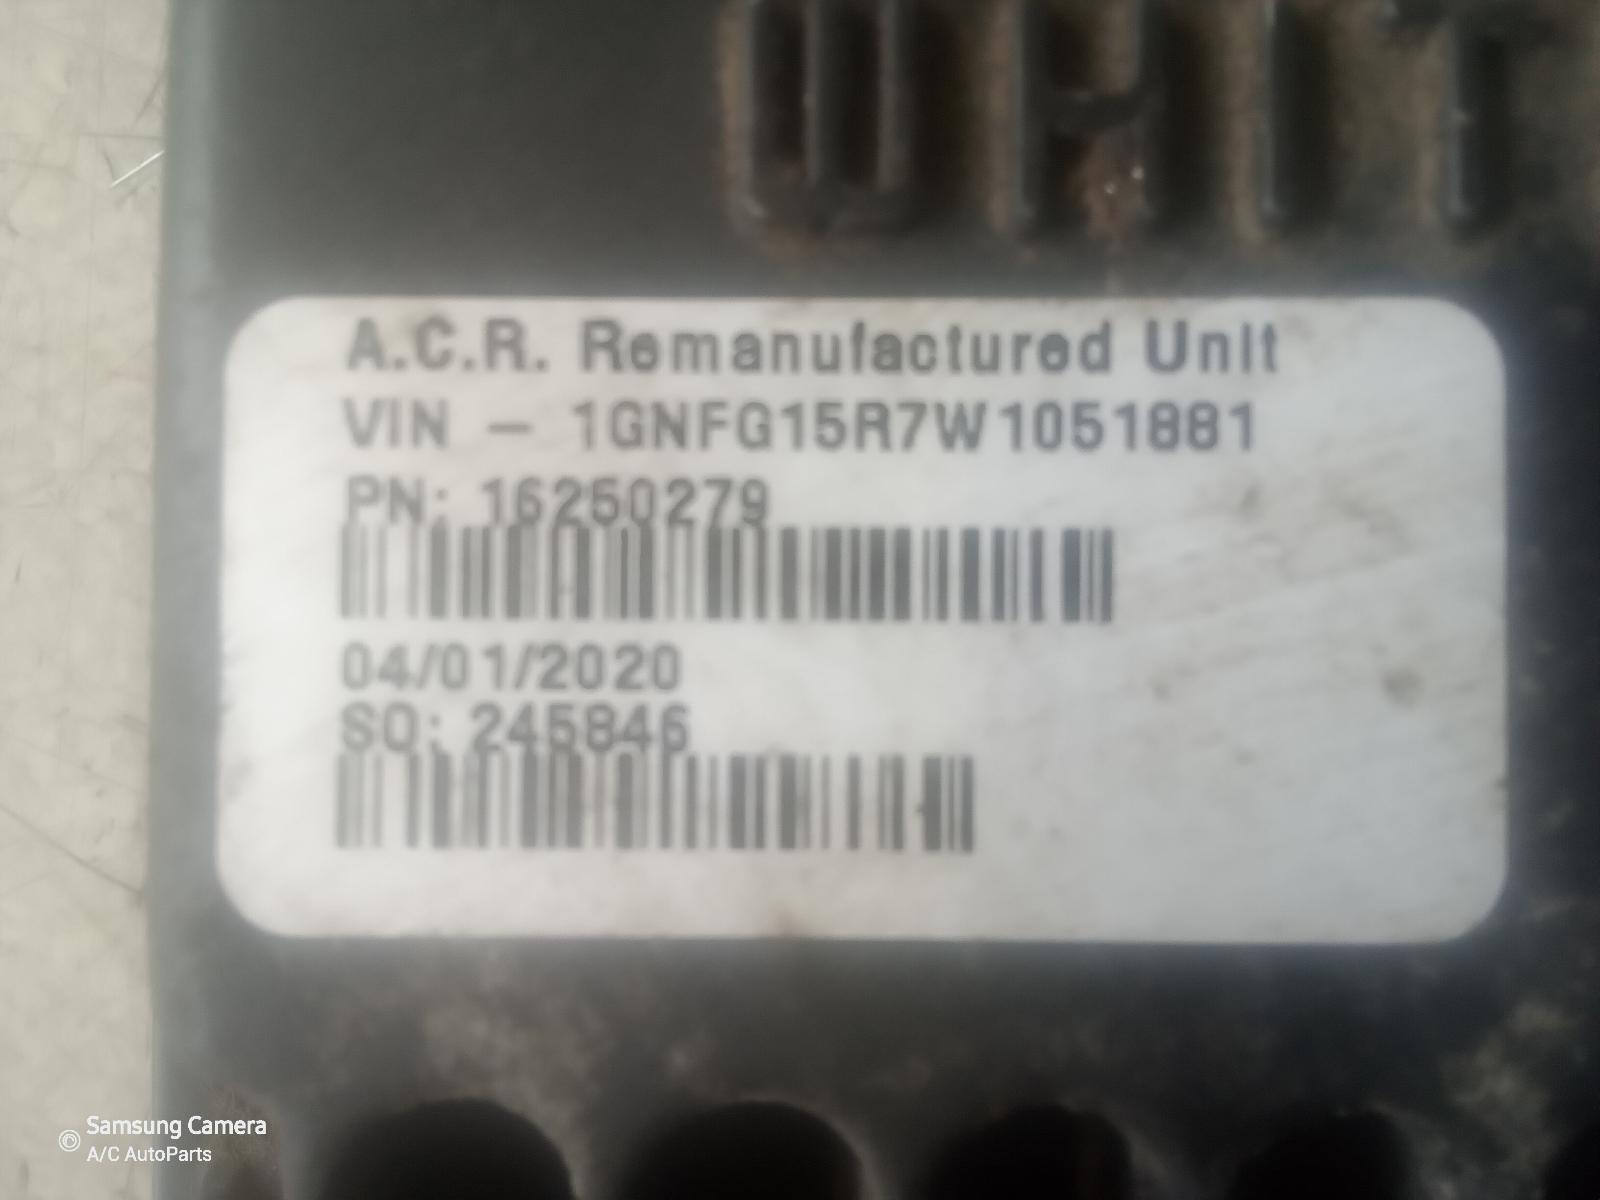 A.C.R. Remanufactured Unit
VIN - 1GNFG15R7W1051881
PN: 16250279
04/01/2020
SO: 245846
Samsung Camera
A/C AutoParts